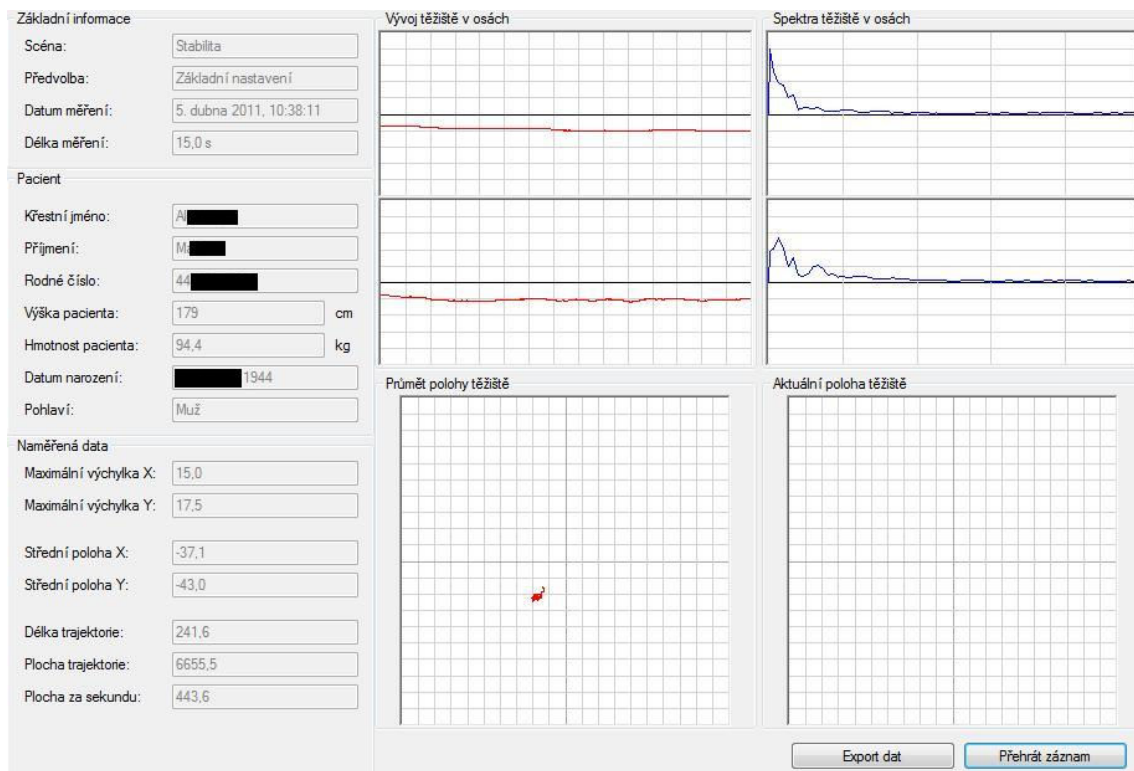 Základní informace
Scéna: Stabilita
Předvolba: Základní nastavení
Datum měření: 5. dubna 2011, 10:38:11
Délka měření: 15,0 s
Pacient
Křestní jméno: Al
Příjmení: Ma
Rodné číslo: 44
Výška pacienta: 179 cm
Hmotnost pacienta: 94,4 kg
Datum narození: 1944
Pohlaví: Muž
Naměřená data
Maximální výchylka X: 15,0
Maximální výchylka Y: 17,5
Střední poloha X: -37,1
Střední poloha Y: -43,0
Délka trajektorie: 241,6
Plocha trajektorie: 6655,5
Plocha za sekundu: 443,6
Vývoj těžiště v osách
Spektra těžiště v osách
Průmět polohy těžiště
Aktuální poloha těžiště
Export dat
Přehrát záznam